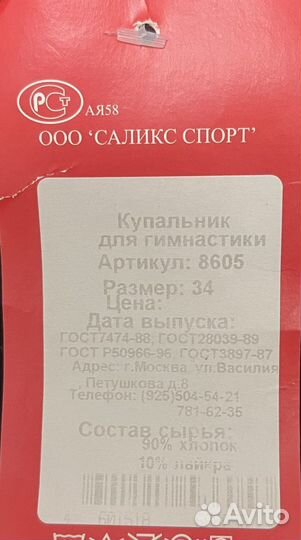 РСТ АЯ58
ООО ‘САЛИКС СПОРТ’
Купальник
для гимнастики
Артикул: 8605
Размер: 34
Цена:
Дата выпуска:
ГОСТ7474-88, ГОСТ28039-89
ГОСТ Р50966-96, ГОСТ3897-87
Адрес: г.Москва, ул.Василия
Петушкова д.8
Телефон: (925)504-54-21
781-62-35
Состав сырья:
90% хлопок
10% лайкра
Avito